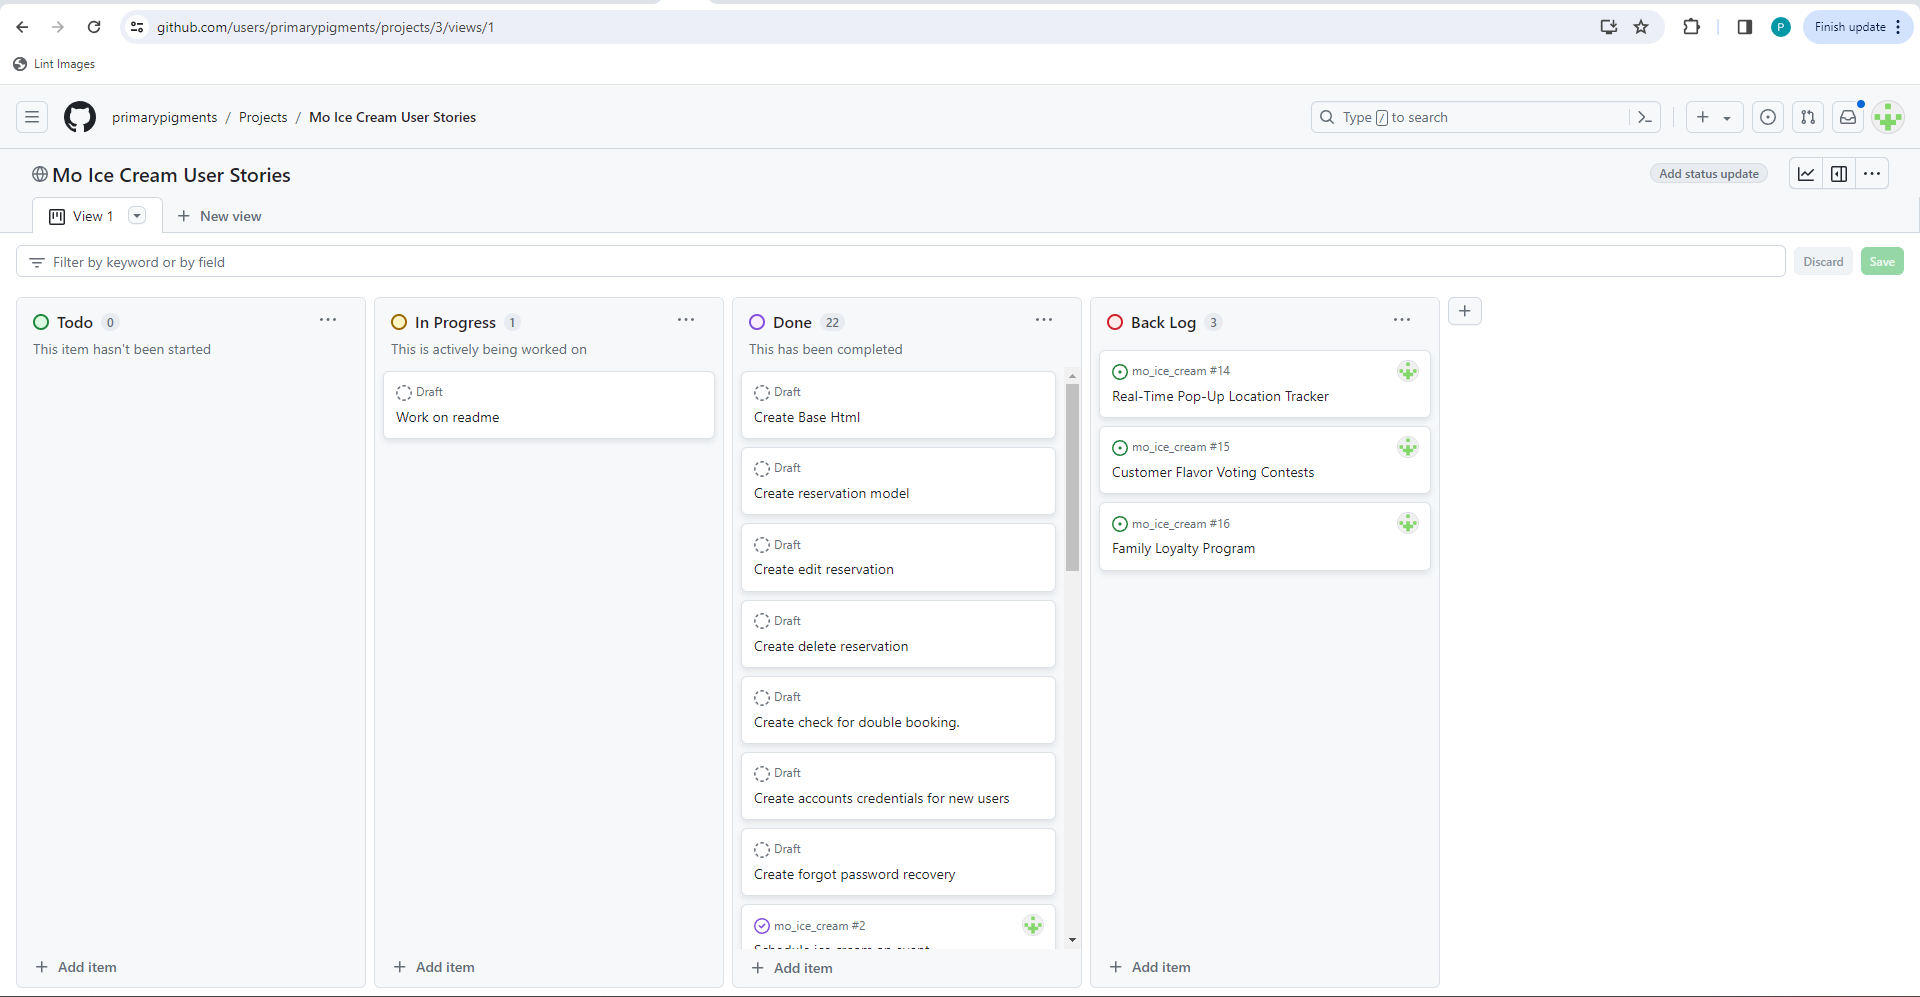 github.com/users/primarypigments/projects/3/views/1
P
Finish update
Lint Images
primarypigments / Projects / Mo Ice Cream User Stories
Type / to search
Mo Ice Cream User Stories
Add status update
View 1
New view
Filter by keyword or by field
Discard
Save
Todo 0
This item hasn't been started
Add item
In Progress 1
This is actively being worked on
Draft
Work on readme
Add item
Done 22
This has been completed
Draft
Create Base Html
Draft
Create reservation model
Draft
Create edit reservation
Draft
Create delete reservation
Draft
Create check for double booking.
Draft
Create accounts credentials for new users
Draft
Create forgot password recovery
mo_ice_cream #2
Add item
Back Log 3
mo_ice_cream #14
Real-Time Pop-Up Location Tracker
mo_ice_cream #15
Customer Flavor Voting Contests
mo_ice_cream #16
Family Loyalty Program
Add item